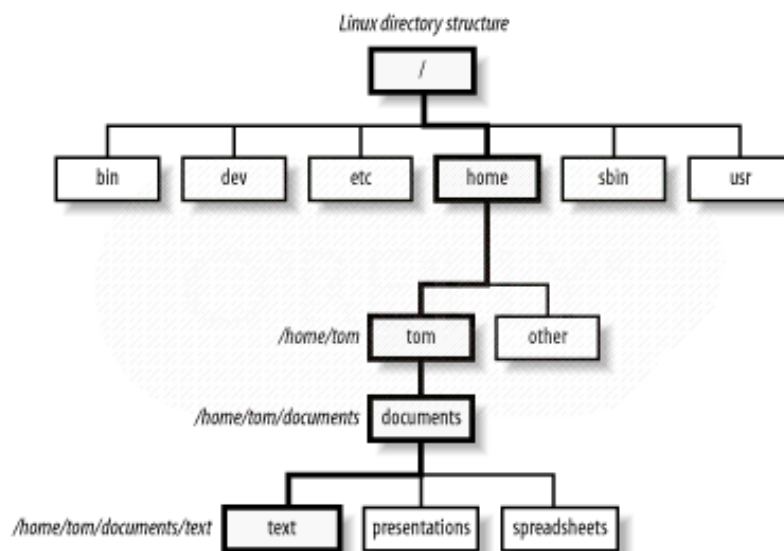 Linux directory structure
/
bin dev etc home sbin usr
/home/tom tom other
/home/tom/documents documents
/home/tom/documents/text text presentations spreadsheets